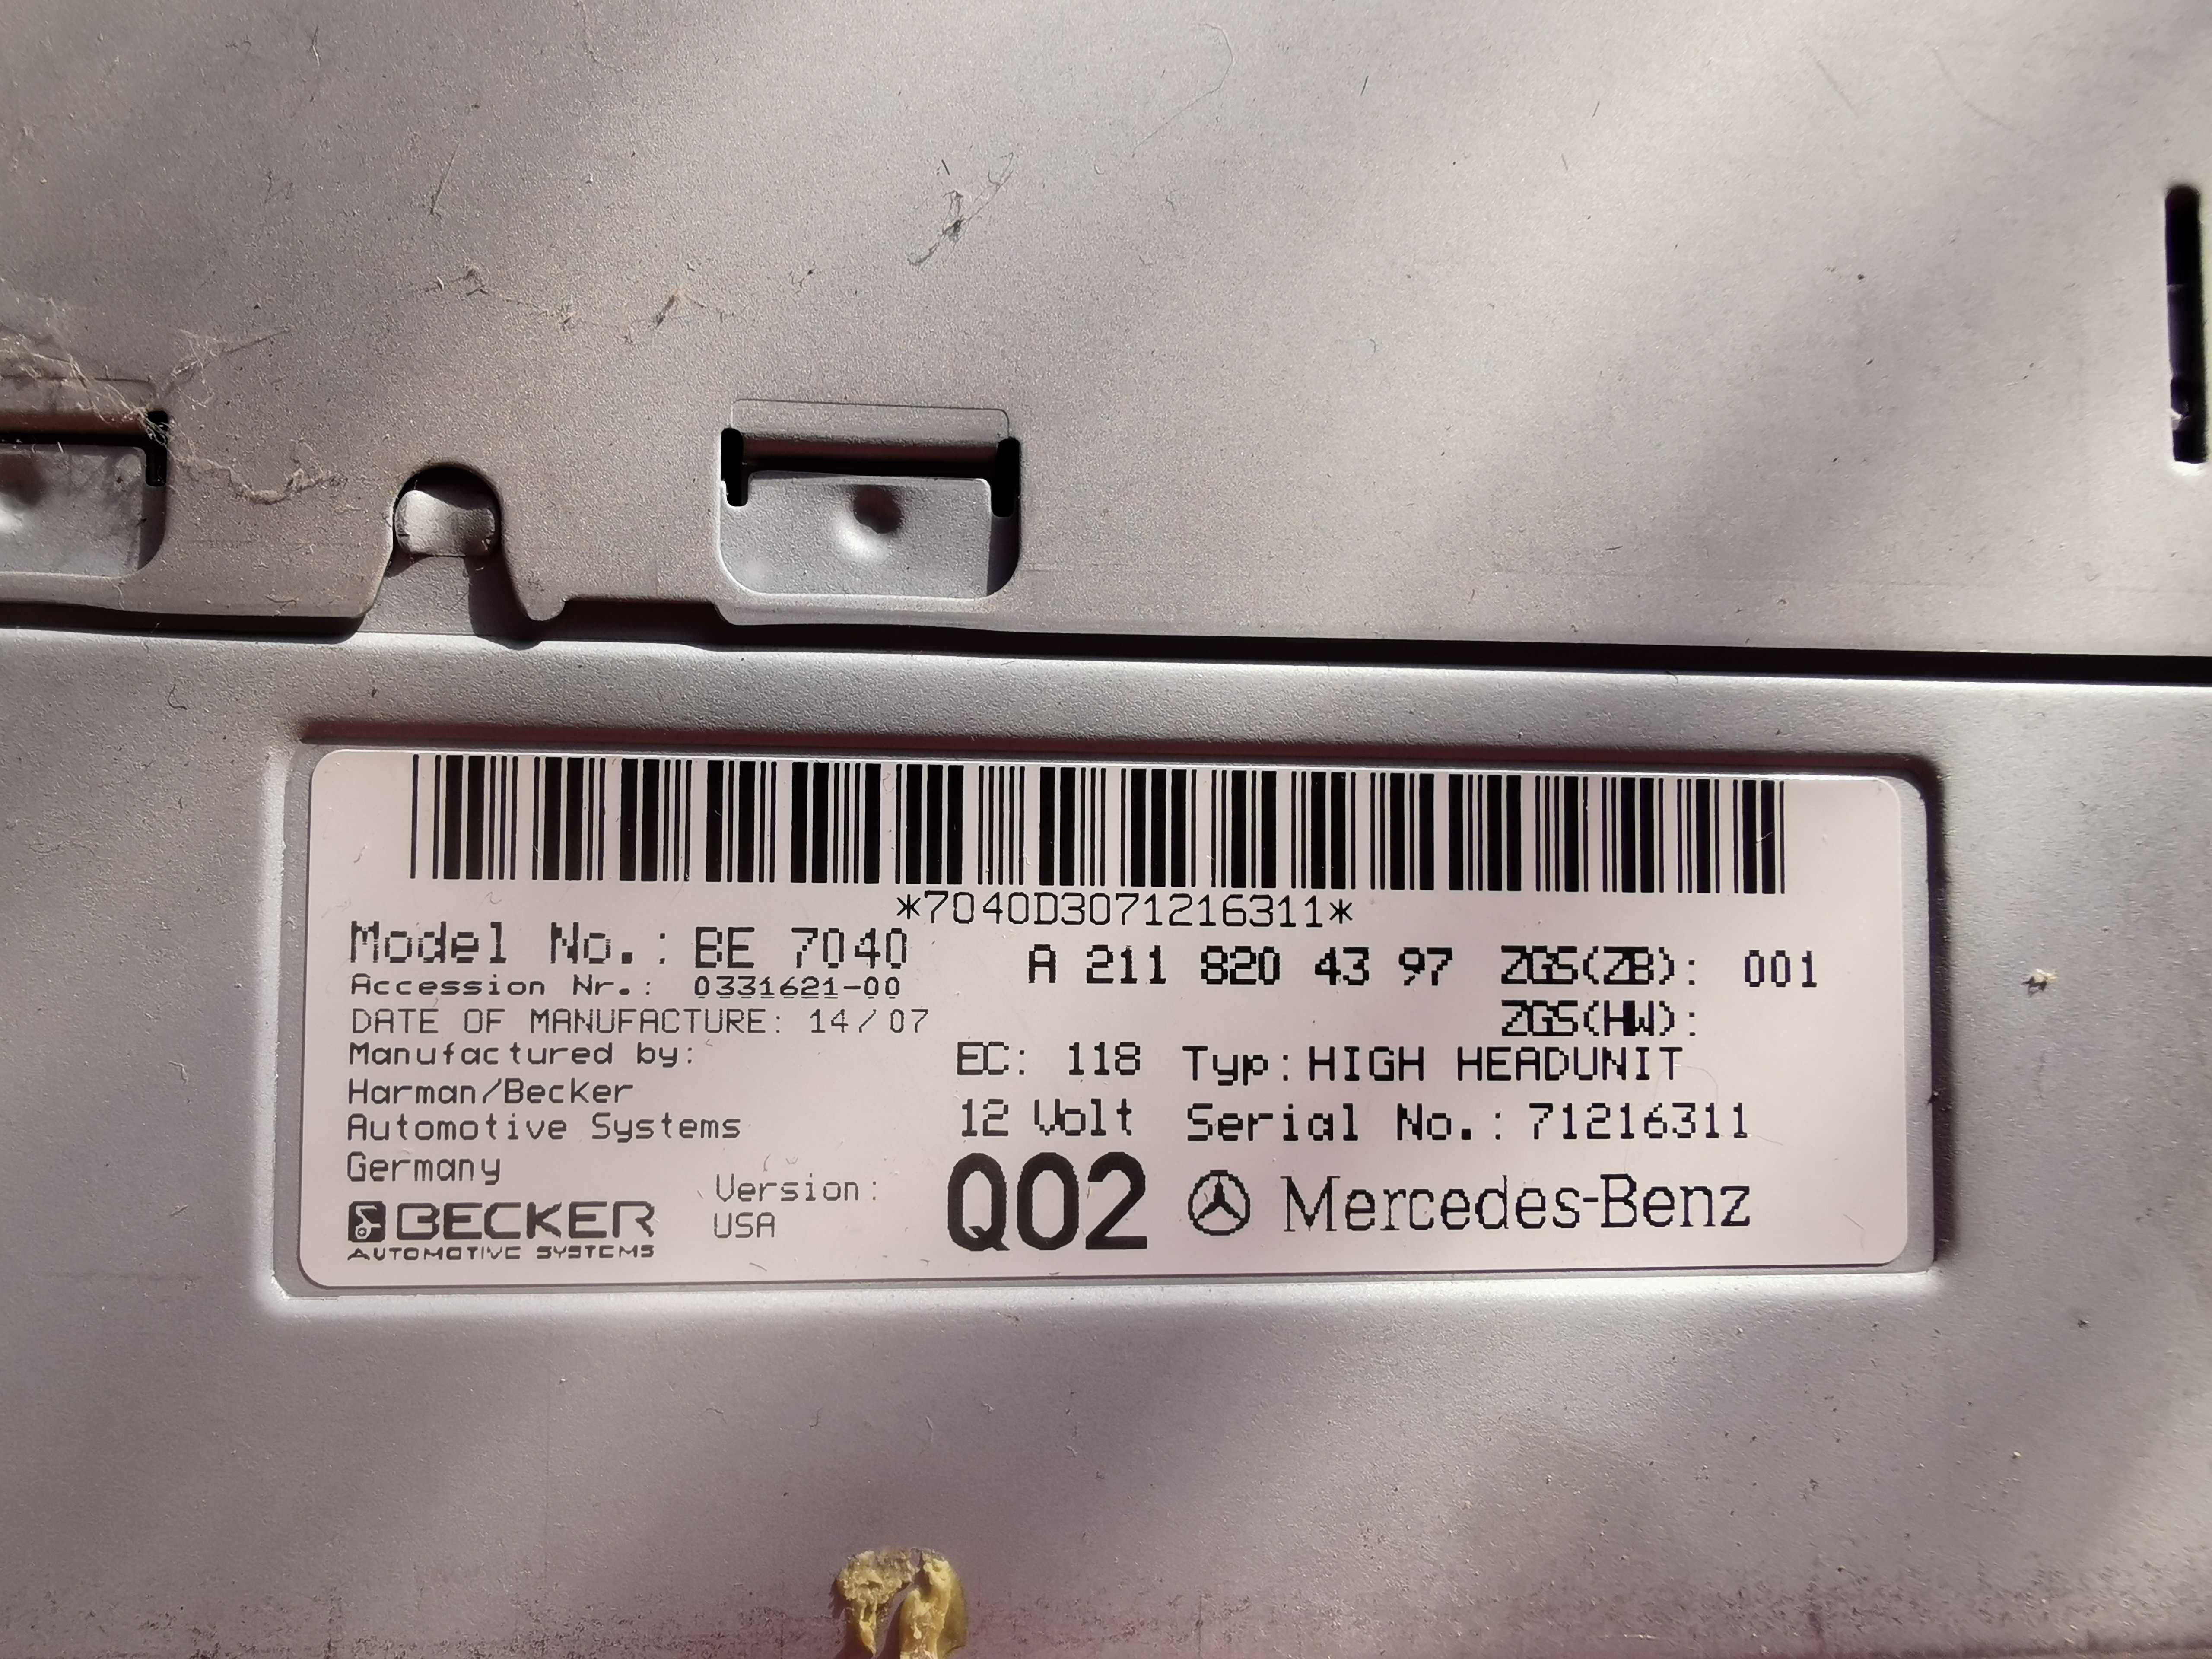 *7040D3071216311*
Model No.: BE 7040
A 211 820 43 97 ZGS(ZB): 001
Accession Nr.: 0331621-00
ZGS(HW):
DATE OF MANUFACTURE: 14/07
Manufactured by:
EC: 118 Typ:HIGH HEADUNIT
Harman/Becker
12 Volt Serial No.: 71216311
Automotive Systems
Germany
Version:
USA
BECKER
AUTOMOTIVE SYSTEMS
Q02
Mercedes-Benz